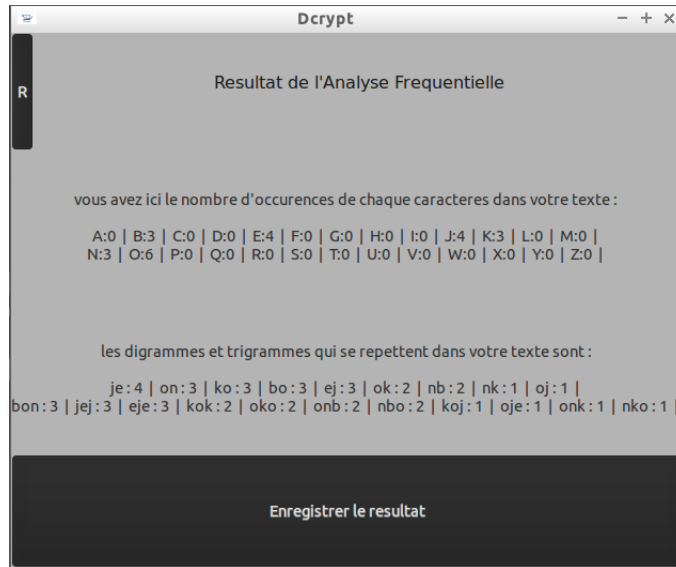 Dcrypt
R
Resultat de l'Analyse Frequentielle
vous avez ici le nombre d'occurences de chaque caracteres dans votre texte :
A:0 | B:3 | C:0 | D:0 | E:4 | F:0 | G:0 | H:0 | I:0 | J:4 | K:3 | L:0 | M:0 |
N:3 | O:6 | P:0 | Q:0 | R:0 | S:0 | T:0 | U:0 | V:0 | W:0 | X:0 | Y:0 | Z:0 |
les digrammes et trigrammes qui se repettent dans votre texte sont :
je : 4 | on : 3 | ko : 3 | bo : 3 | ej : 3 | ok : 2 | nb : 2 | nk : 1 | oj : 1 |
bon : 3 | jej : 3 | eje : 3 | kok : 2 | oko : 2 | onb : 2 | nbo : 2 | koj : 1 | oje : 1 | onk : 1 | nko : 1 |
Enregistrer le resultat